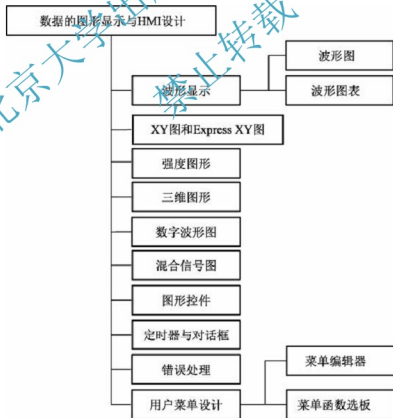 数据的图形显示与HMI设计
波形显示
波形图
波形图表
XY图和Express XY图
强度图形
三维图形
数字波形图
混合信号图
图形控件
定时器与对话框
错误处理
用户菜单设计
菜单编辑器
菜单函数选板
北京大学出
禁止转载